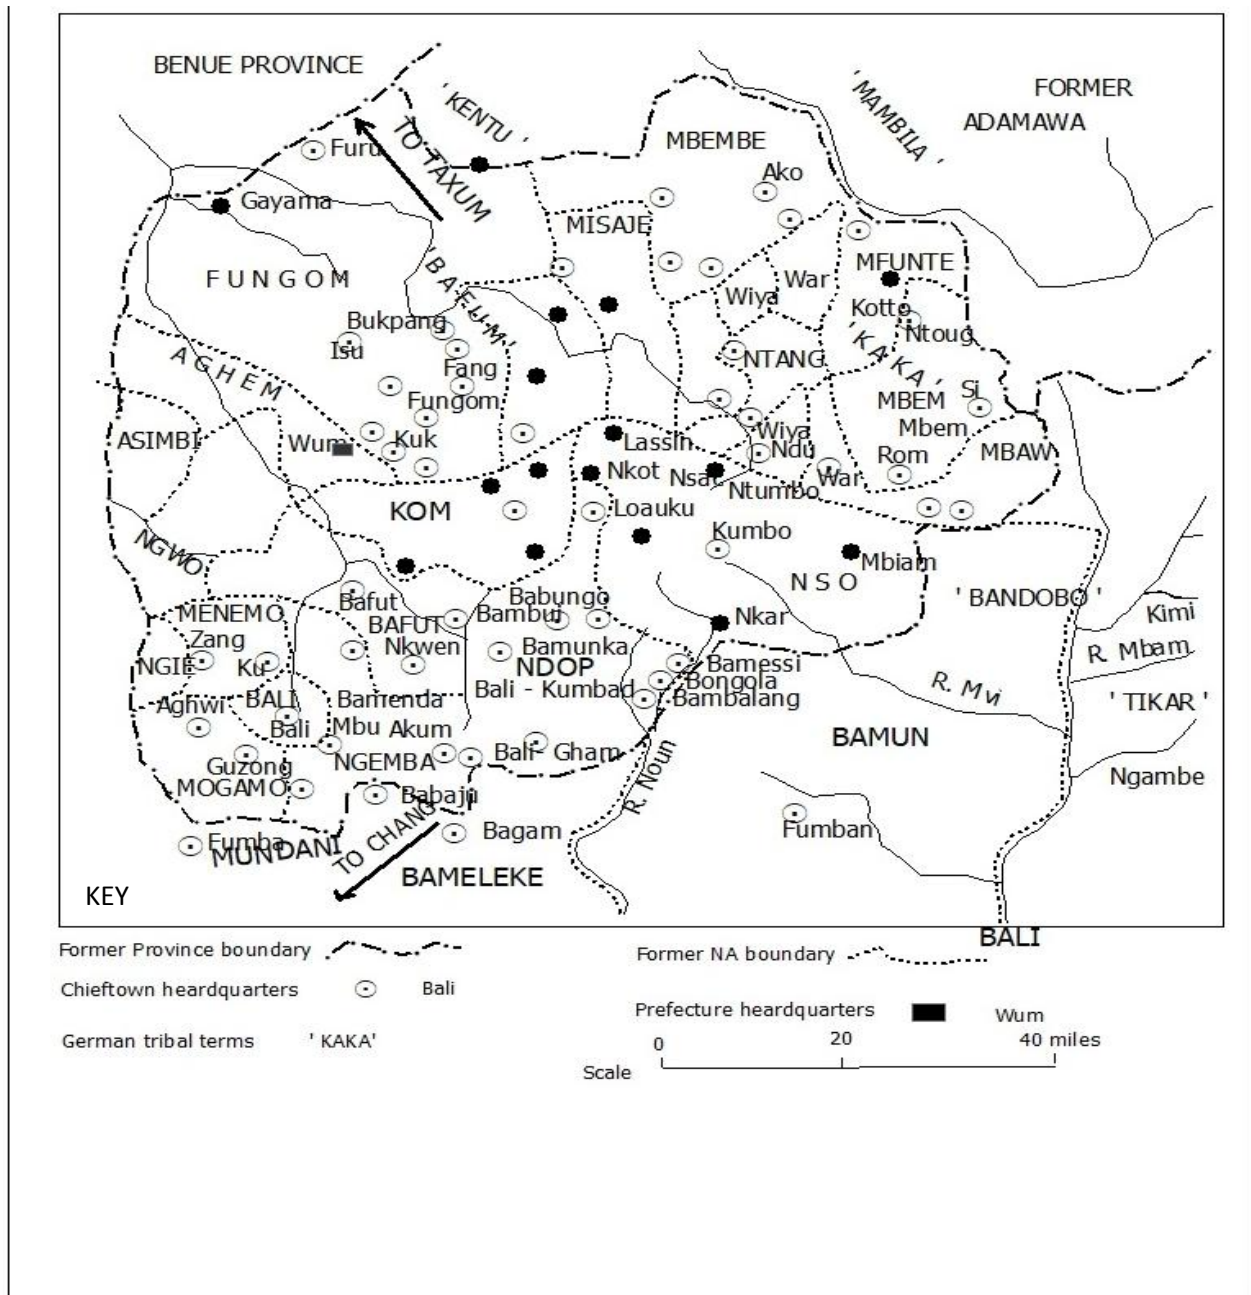 BENUE PROVINCE
' KENTU '
' MAMBILA '
FORMER
ADAMAWA
Furu
TO TAXUM
MBEMBE
Ako
Gayama
MISAJE
FUNGOM
'BAFUM'
War
MFUNTE
Wiya
Kotto
Ntoug
Bukpang
Isu
Fang
NTANG
'KAKA'
AGHEM
Fungom
MBEM
Si
Mbem
ASIMBI
Wum
Kuk
Lassin
Wiya
Ndu
Rom
MBAW
Nkot
Nsat
War
Ntumbo
KOM
Loauku
Kumbo
NGWO
Mbiam
NSO
' BANDOBO '
Kimi
Bafut
Babungo
MENEMO
BAFUT
Bambui
Nkar
Zang
Nkwen
Bamunka
R. Mbam
NGIE
Ku
NDOP
Bamessi
Bongola
Bali - Kumbad
Bambalang
R. Mvi
' TIKAR '
Aghwi
BALI
Bamenda
Bali
Mbu
Akum
BAMUN
Guzong
NGEMBA
Bali- Gham
Ngambe
MOGAMO
Babaju
R. Noun
Fumba
MUNDANI
TO CHANG
Bagam
Fumban
BAMELEKE
KEY
BALI
Former Province boundary
Former NA boundary
Chieftown heardquarters
Bali
Prefecture heardquarters
Wum
German tribal terms
' KAKA'
Scale
0
20
40 miles